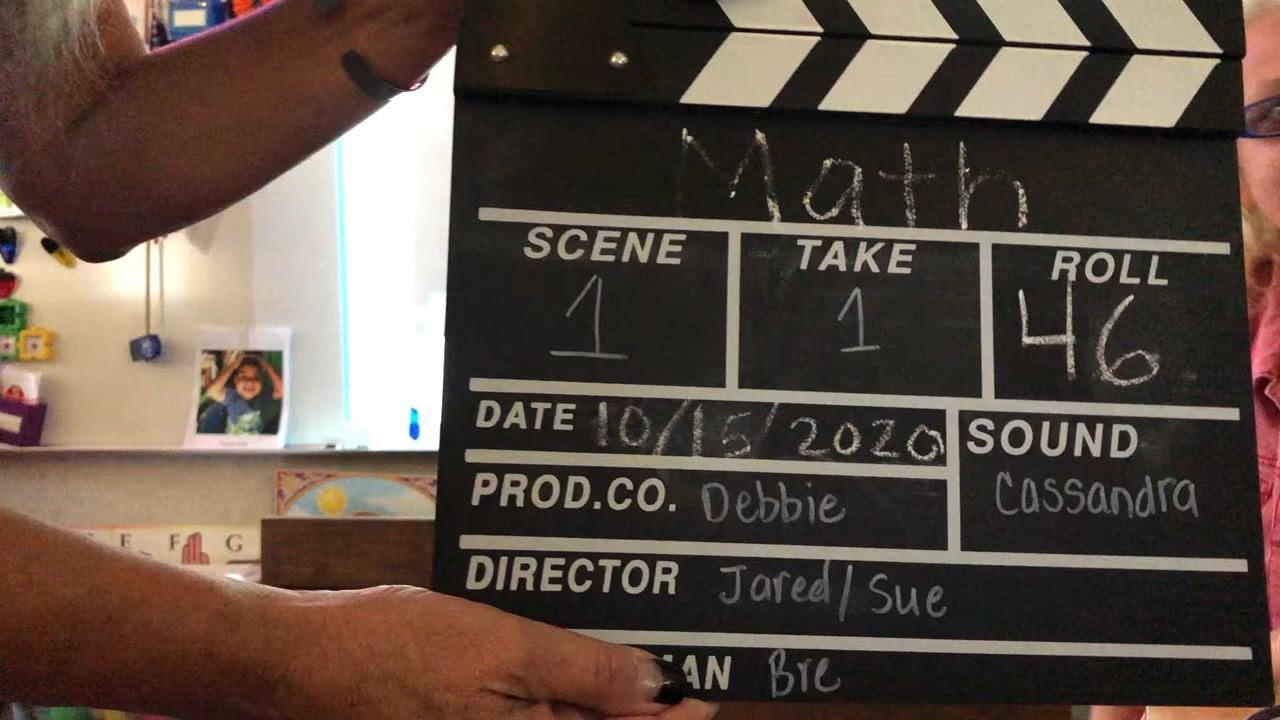 Math
SCENE TAKE ROLL
1 1 46
DATE 10/15/2020 SOUND
PROD.CO. Debbie Cassandra
DIRECTOR Jared/Sue
Bre
E F G